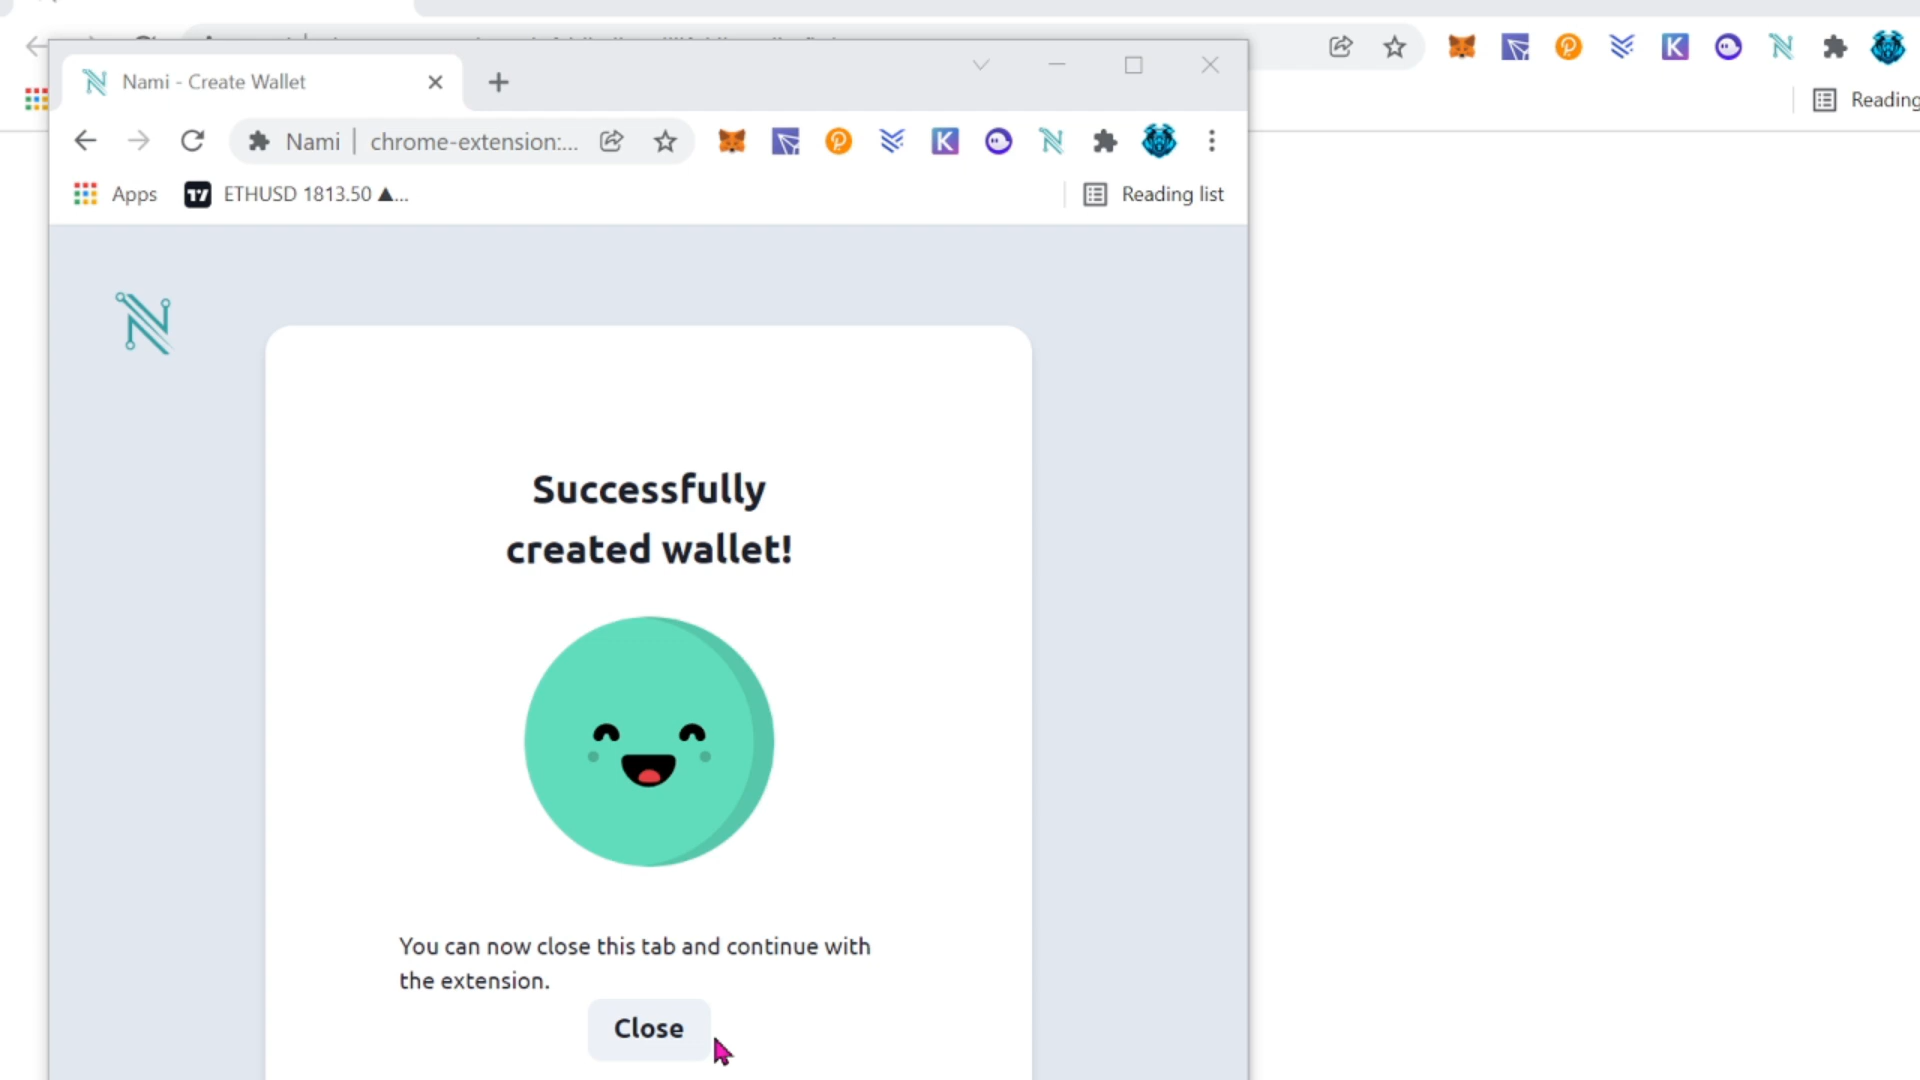 Nami - Create Wallet
Nami | chrome-extension:...
Apps
ETHUSD 1813.50 ▲...
Reading list
Reading
Successfully
created wallet!
You can now close this tab and continue with
the extension.
Close